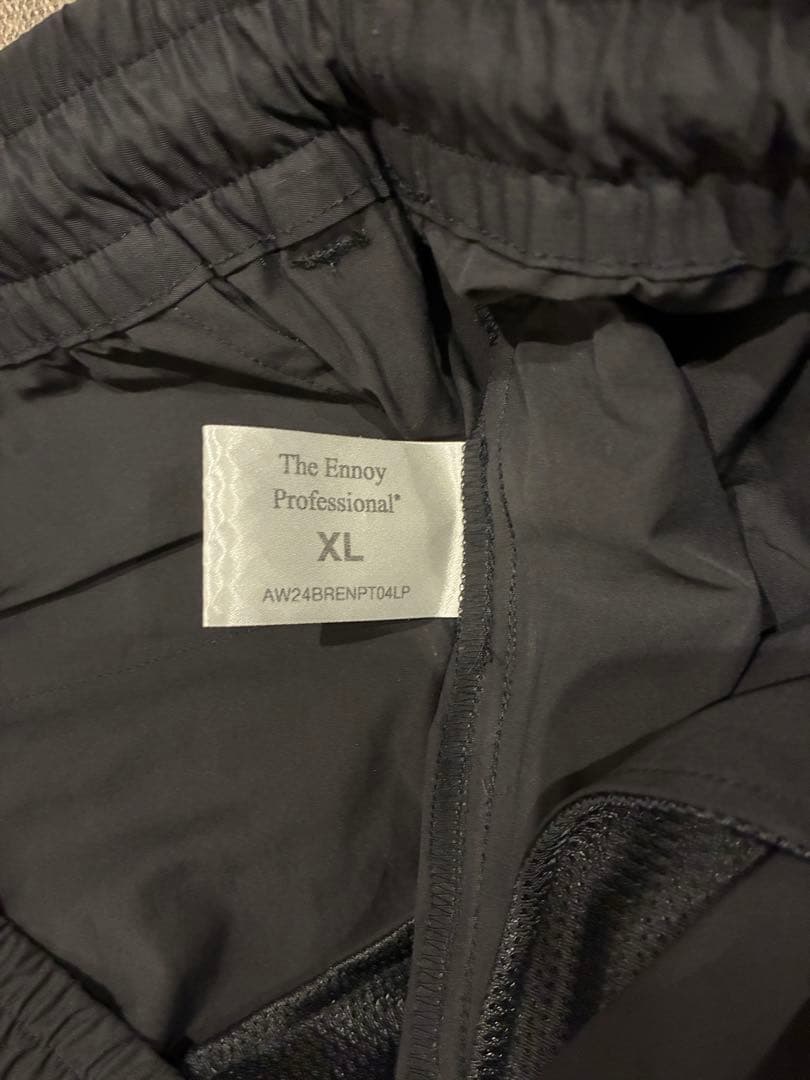 The Ennoy
Professional®
XL
AW24BRENPT04LP